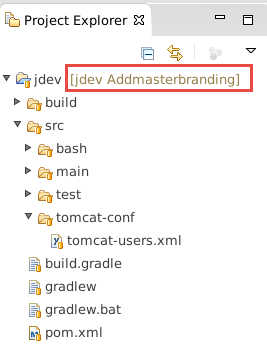 Project Explorer
jdev [jdev Addmasterbranding]
build
src
bash
main
test
tomcat-conf
tomcat-users.xml
build.gradle
gradlew
gradlew.bat
pom.xml